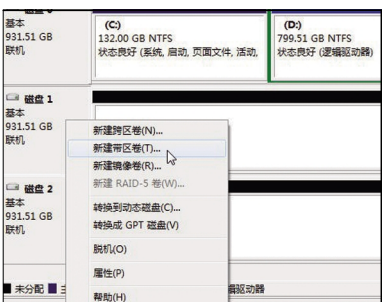 基本
931.51 GB
联机
(C:)
132.00 GB NTFS
状态良好 (系统, 启动, 页面文件, 活动,
(D:)
799.51 GB NTFS
状态良好 (逻辑驱动器)
磁盘 1
基本
931.51 GB
联机
新建跨区卷(N)...
新建带区卷(T)...
新建镜像卷(R)...
新建 RAID-5 卷(W)...
转换到动态磁盘(C)...
转换成 GPT 磁盘(V)
脱机(O)
属性(P)
帮助(H)
磁盘 2
基本
931.51 GB
联机
未分配
辑驱动器